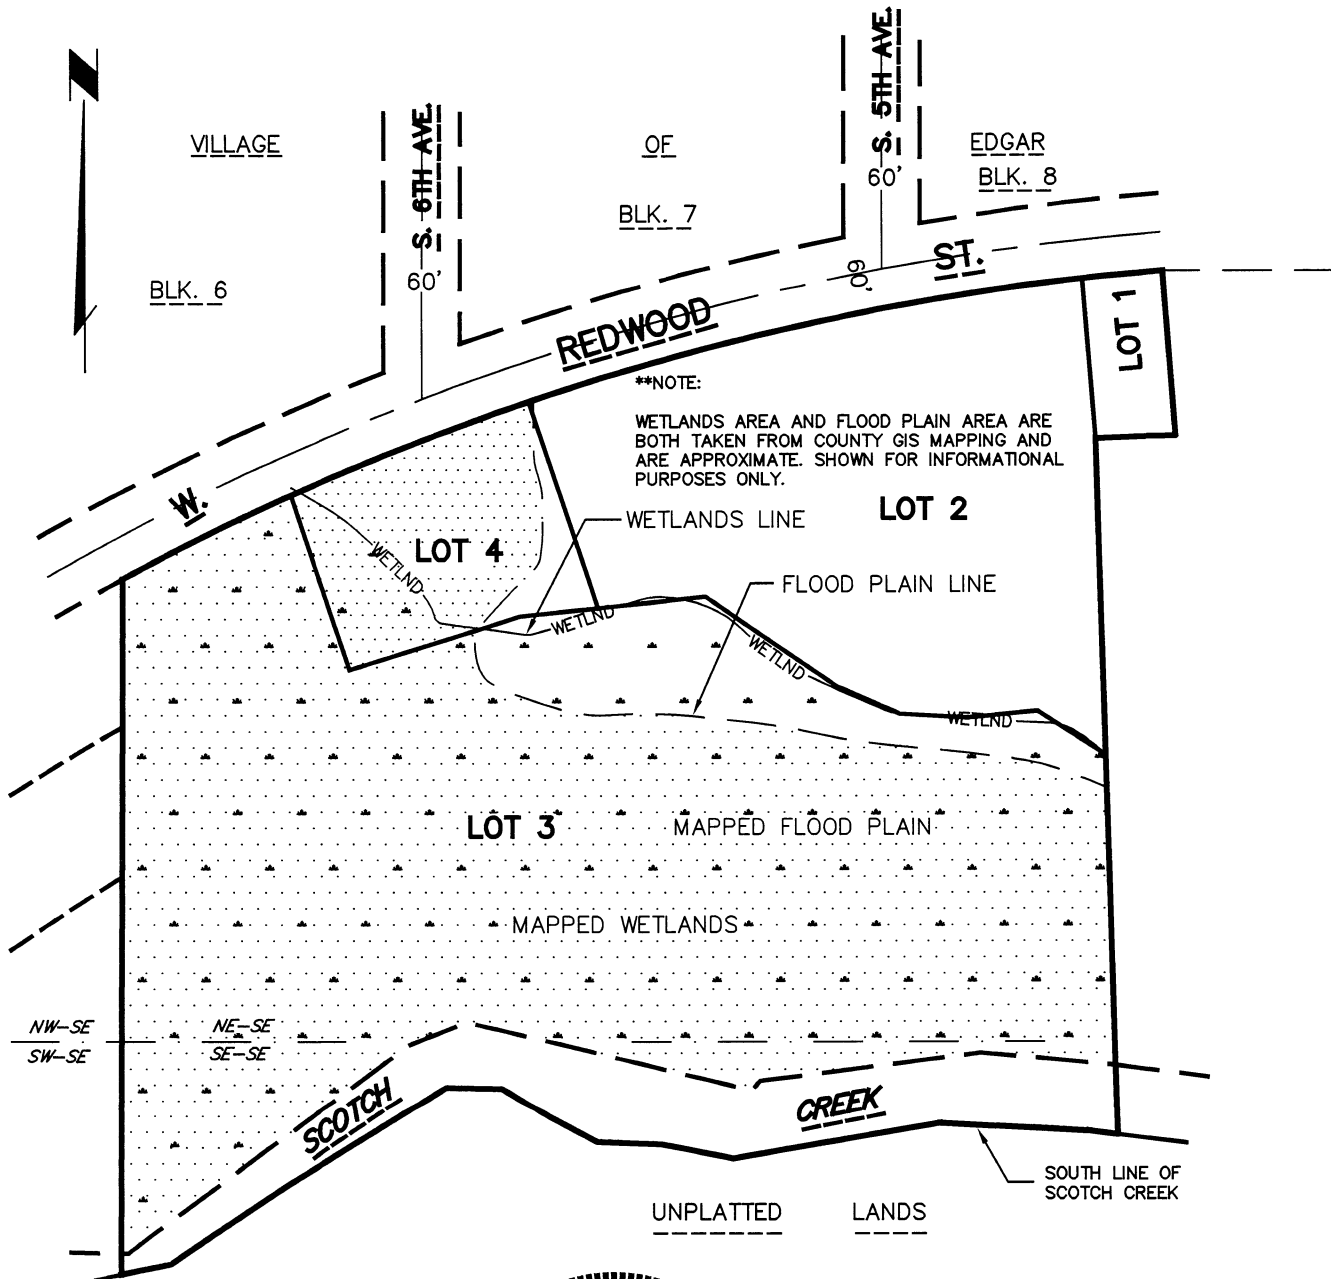 N
VILLAGE
OF
EDGAR
BLK. 8
S. 6TH AVE.
S. 5TH AVE.
60'
BLK. 7
60'
BLK. 6
60'
W.
REDWOOD
ST.
LOT 1
**NOTE:
WETLANDS AREA AND FLOOD PLAIN AREA ARE
BOTH TAKEN FROM COUNTY GIS MAPPING AND
ARE APPROXIMATE. SHOWN FOR INFORMATIONAL
PURPOSES ONLY.
LOT 2
WETLANDS LINE
LOT 4
WETLND
FLOOD PLAIN LINE
WETLND
WETLND
WETLND
LOT 3
MAPPED FLOOD PLAIN
MAPPED WETLANDS
NW-SE
NE-SE
SW-SE
SE-SE
SCOTCH
CREEK
SOUTH LINE OF
SCOTCH CREEK
UNPLATTED LANDS